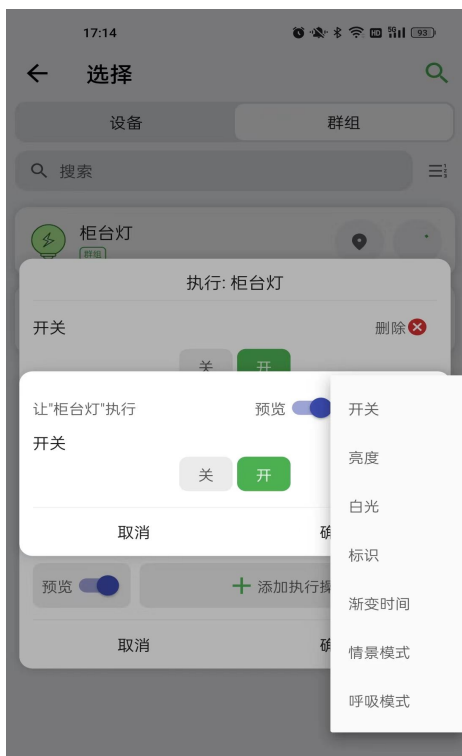 17:14
HD 5G 93
选择
设备 群组
搜索
柜台灯
群组
执行: 柜台灯
开关 删除
关 开
让"柜台灯"执行 预览
开关
关 开
取消
开关
亮度
白光
标识
渐变时间
情景模式
呼吸模式
预览 添加执行操
取消